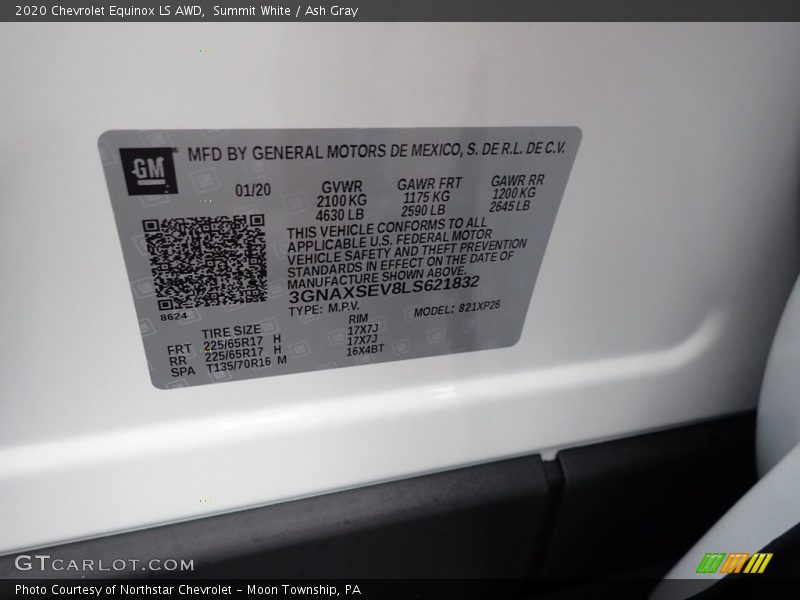 2020 Chevrolet Equinox LS AWD,  Summit White / Ash Gray
GM
MFD BY GENERAL MOTORS DE MEXICO, S. DE R.L. DE C.V.
01/20 GVWR GAWR FRT GAWR RR
2100 KG 1175 KG 1200 KG
4630 LB 2590 LB 2645 LB
THIS VEHICLE CONFORMS TO ALL
APPLICABLE U.S. FEDERAL MOTOR
VEHICLE SAFETY AND THEFT PREVENTION
STANDARDS IN EFFECT ON THE DATE OF
MANUFACTURE SHOWN ABOVE.
3GNAXSEV8LS621832
8624 TYPE: M.P.V. MODEL: 821XP26
TIRE SIZE RIM
FRT 225/65R17 H 17X7J
RR 225/65R17 H 17X7J
SPA T135/70R16 M 16X4BT
GTCARLOT.COM
Photo Courtesy of Northstar Chevrolet - Moon Township, PA